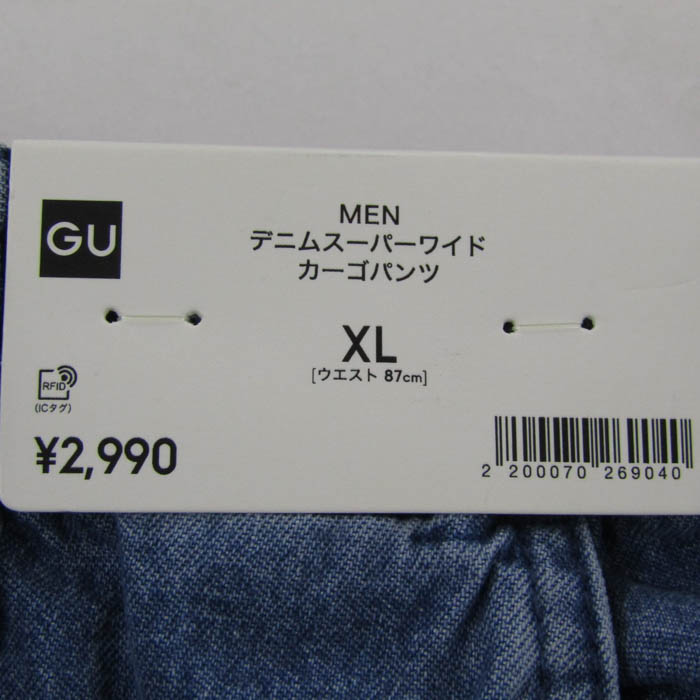 GU
MEN
デニムスーパーワイド
カーゴパンツ
XL
[ウエスト 87cm]
RFID
(ICタグ)
¥2,990
2 200070 269040